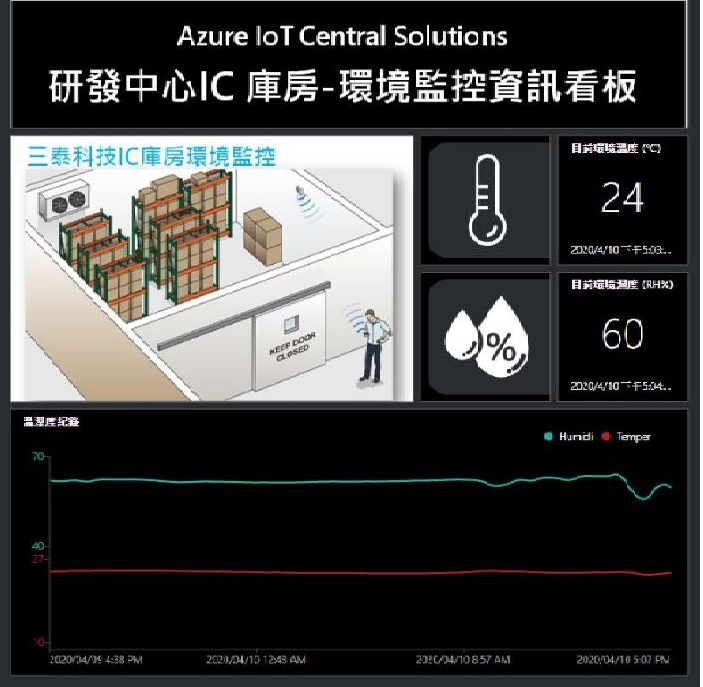 Azure IoT Central Solutions
研發中心IC 庫房-環境監控資訊看板
三泰科技IC庫房環境監控
KEEP DOOR
CLOSED
目前環境溫度 (°C)
24
2020/4/10 下午5:03...
目前環境濕度 (RH%)
60
2020/4/10 下午5:04...
%
溫濕度紀錄
Humidi
Temper
70
40
27
10
2020/04/09 4:38 PM
2020/04/10 12:48 AM
2020/04/10 8:57 AM
2020/04/10 5:07 PM